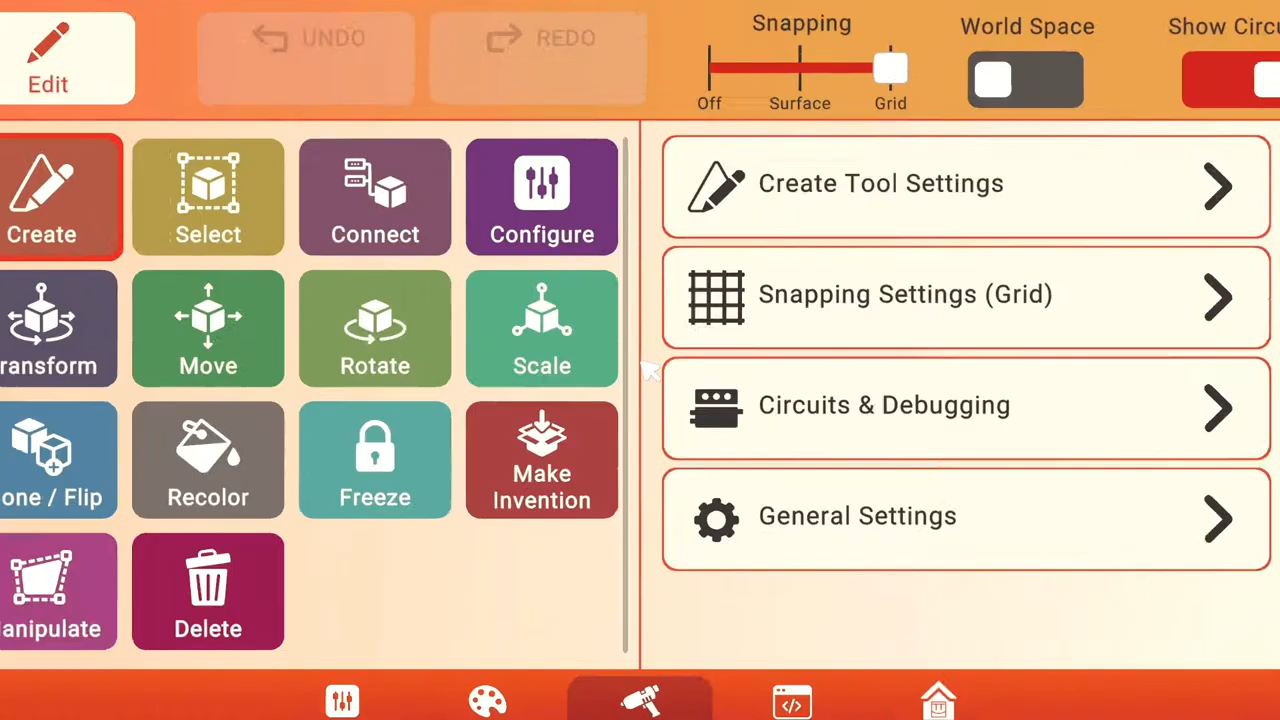 Edit
UNDO
REDO
Snapping
Off
Surface
Grid
World Space
Show Circu
Create
Select
Connect
Configure
ransform
Move
Rotate
Scale
one / Flip
Recolor
Freeze
Make
Invention
anipulate
Delete
Create Tool Settings
Snapping Settings (Grid)
Circuits & Debugging
General Settings